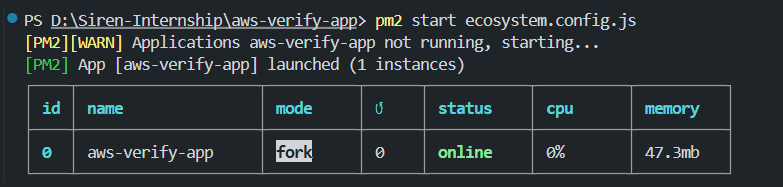 PS D:\Siren-Internship\aws-verify-app> pm2 start ecosystem.config.js
[PM2][WARN] Applications aws-verify-app not running, starting...
[PM2] App [aws-verify-app] launched (1 instances)
id name mode ↺ status cpu memory
0 aws-verify-app fork 0 online 0% 47.3mb